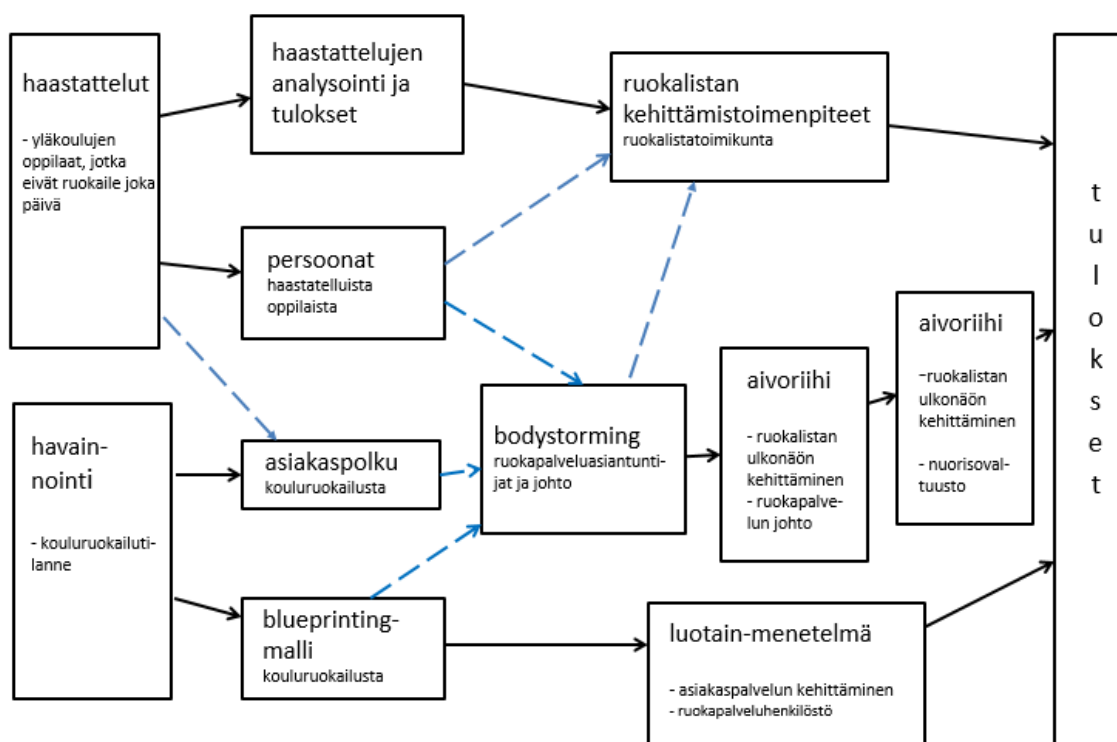 haastattelut
- yläkoulujen
oppilaat, jotka
eivät ruokaile joka
päivä
haastattelujen
analysointi ja
tulokset
ruokalistan
kehittämistoimenpiteet
ruokalistatoimikunta
persoonat
haastatelluista
oppilaista
havain-
nointi
- kouluruokailuti-
lanne
asiakaspolku
kouluruokailusta
blueprinting-
malli
kouluruokailusta
bodystorming
ruokapalveluasiantunti-
jat ja johto
aivoriihi
- ruokalistan
ulkonäön
kehittäminen
- ruokapalve-
lun johto
aivoriihi
-ruokalistan
ulkonäön
kehittäminen
- nuorisoval-
tuusto
luotain-menetelmä
- asiakaspalvelun kehittäminen
- ruokapalveluhenkilöstö
t
u
l
o
k
s
e
t